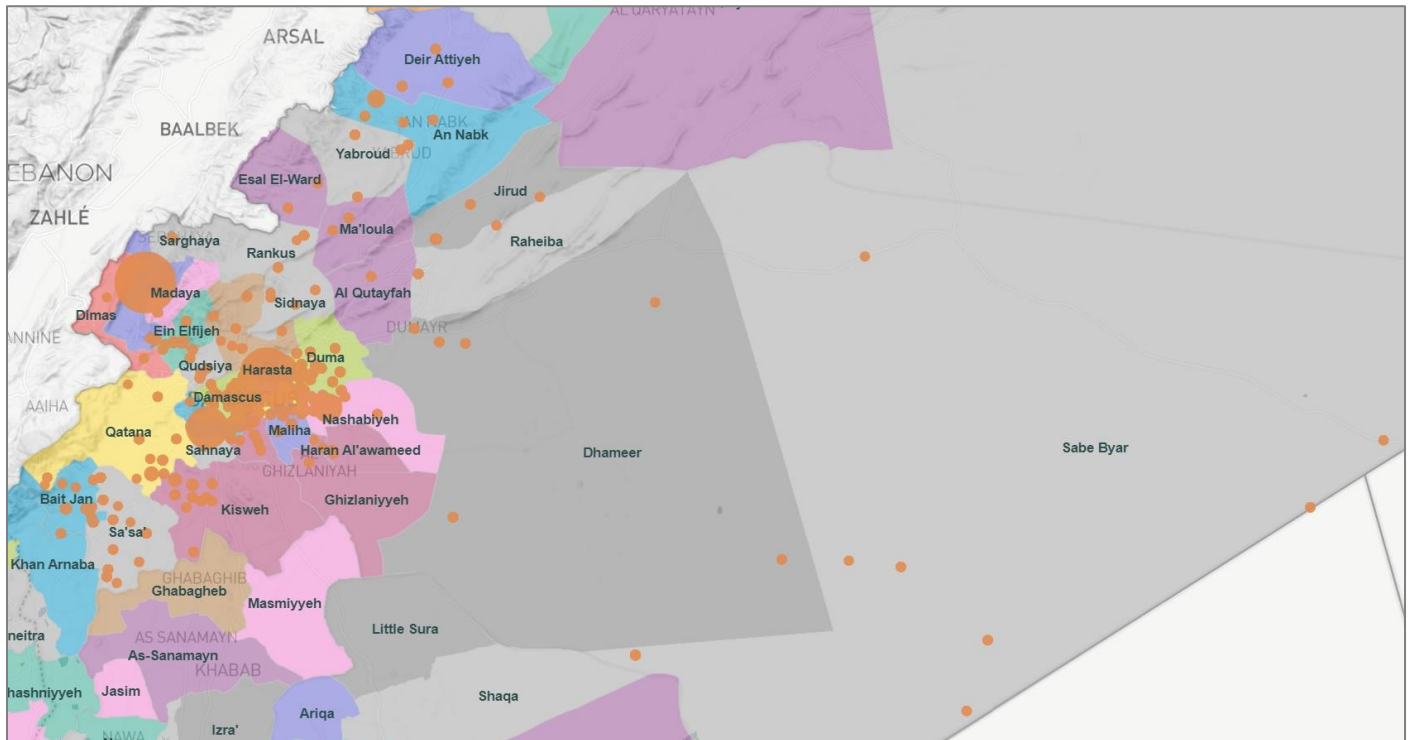 AL QARYATAYN
ARSAL
Deir Attiyeh
AN NABK
An Nabk
BAALBEK
Yabroud
YABRUD
EBANON
Esal El-Ward
Jirud
ZAHLÉ
Ma'loula
Sarghaya
Raheiba
Rankus
Madaya
Al Qutayfah
Sidnaya
Dimas
Ein Elfijeh
DUMAYR
ANNINE
Duma
Qudsiya
Harasta
Damascus
AAIHA
Nashabiyeh
Qatana
Maliha
Sahnaya
Haran Al'awameed
Dhameer
Sabe Byar
GHIZLANIYAH
Bait Jan
Ghizlaniyyeh
Kisweh
Sa'sa'
Khan Arnaba
GHABAGHIB
Ghabagheb
Masmiyyeh
Little Sura
neitra
AS SANAMAYN
As-Sanamayn
KHABAB
hashniyyeh
Jasim
Shaqa
Ariqa
Izra'
NAWA